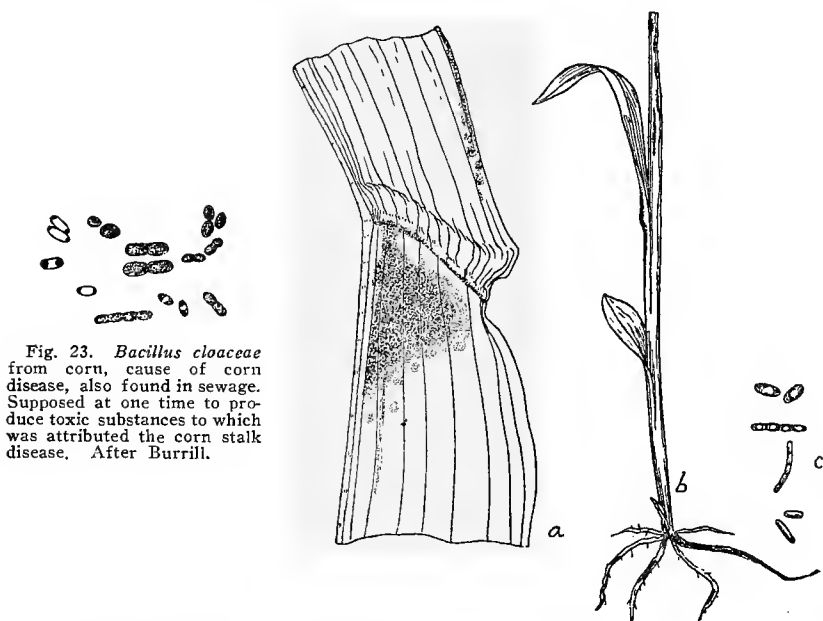 Fig. 23. Bacillus cloaceae
from corn, cause of corn
disease, also found in sewage.
Supposed at one time to pro-
duce toxic substances to which
was attributed the corn stalk
disease. After Burrill.
a
b
c